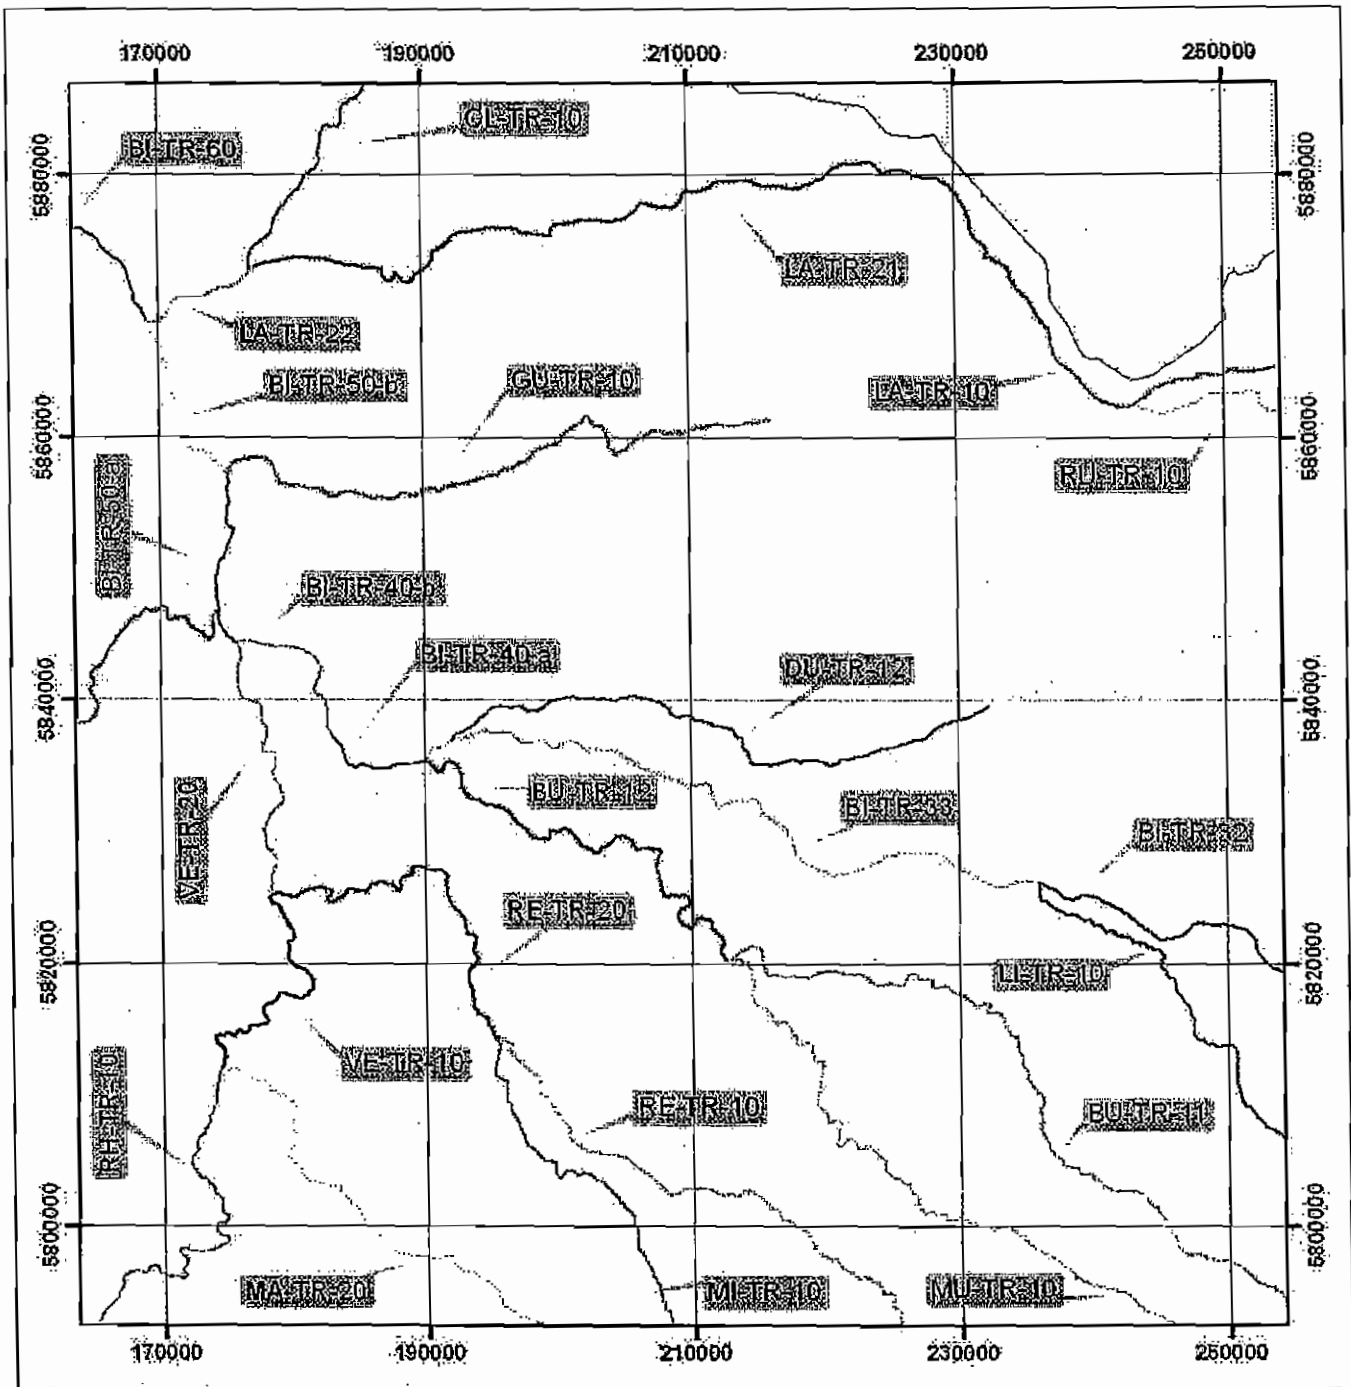 170000 190000 210000 230000 250000
GL-TR-10
BI-TR-60
5880000
5880000
LA-TR-21
LA-TR-22
BI-TR-50-b
GU-TR-10
LA-TR-10
5860000
5860000
RU-TR-10
BI-TR-50-a
BI-TR-40-b
BI-TR-40-a
DU-TR-12
5840000
5840000
VE-TR-20
BU-TR-12
BI-TR-33
BI-TR-32
RE-TR-20
5820000
5820000
LI-TR-10
VE-TR-10
RH-TR-10
RE-TR-10
BU-TR-11
5800000
5800000
MA-TR-20
MI-TR-10
MU-TR-10
170000 190000 210000 230000 250000